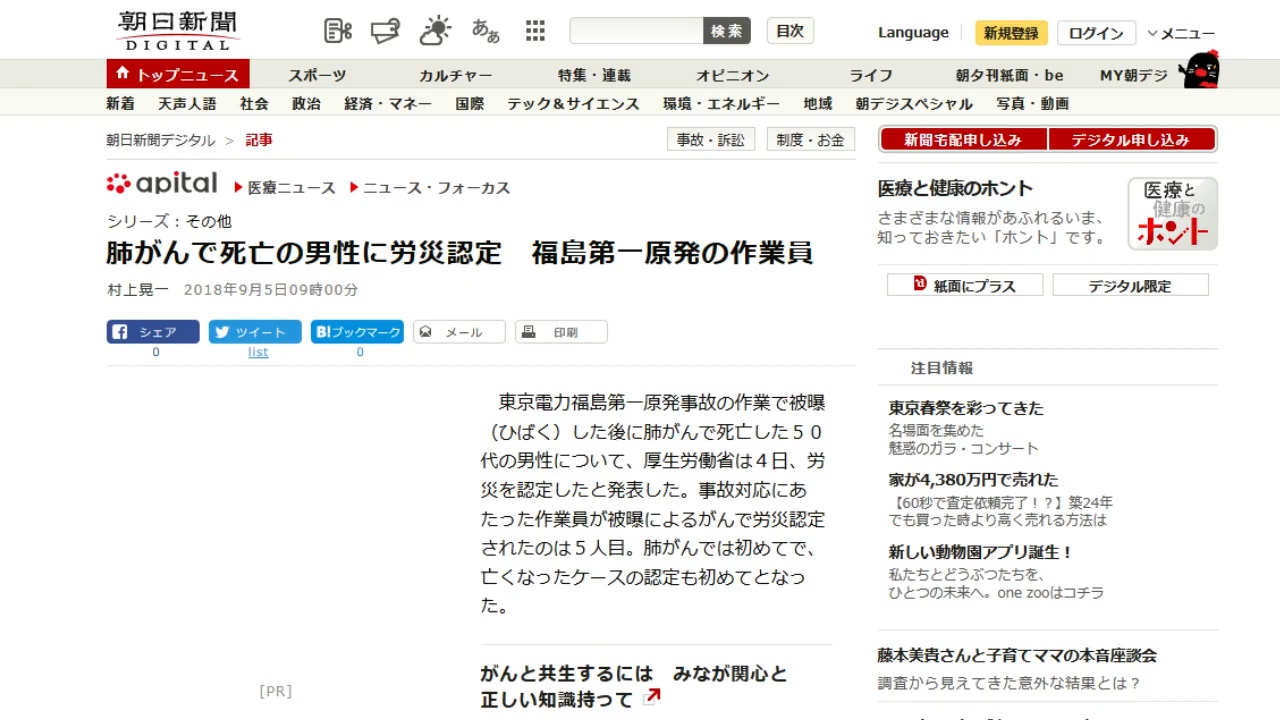 朝日新聞
DIGITAL
あぁ
検索
目次
Language
新規登録
ログイン
メニュー
トップニュース
スポーツ
カルチャー
特集・連載
オピニオン
ライフ
朝夕刊紙面・be
MY朝デジ
新着
天声人語
社会
政治
経済・マネー
国際
テック&サイエンス
環境・エネルギー
地域
朝デジスペシャル
写真・動画
朝日新聞デジタル > 記事
事故・訴訟
制度・お金
apital
医療ニュース
ニュース・フォーカス
シリーズ：その他
肺がんで死亡の男性に労災認定　福島第一原発の作業員
村上晃一　2018年9月5日09時00分
シェア
ツイート
B!ブックマーク
メール
印刷
0
list
0
　東京電力福島第一原発事故の作業で被曝
（ひばく）した後に肺がんで死亡した５０
代の男性について、厚生労働省は４日、労
災を認定したと発表した。事故対応にあ
たった作業員が被曝によるがんで労災認定
されたのは５人目。肺がんでは初めてで、
亡くなったケースの認定も初めてとなっ
た。
がんと共生するには　みなが関心と
正しい知識持って
[PR]
新聞宅配申し込み
デジタル申し込み
医療と健康のホント
さまざまな情報があふれるいま、
知っておきたい「ホント」です。
医療と
健康の
ホント
紙面にプラス
デジタル限定
注目情報
東京春祭を彩ってきた
名場面を集めた
魅惑のガラ・コンサート
家が4,380万円で売れた
【60秒で査定依頼完了！？】築24年
でも買った時より高く売れる方法は
新しい動物園アプリ誕生！
私たちとどうぶつたちを、
ひとつの未来へ。one zooはコチラ
藤本美貴さんと子育てママの本音座談会
調査から見えてきた意外な結果とは？